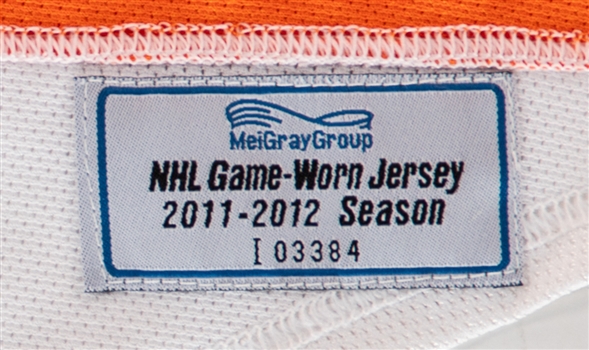 MeiGrayGroup
NHL Game-Worn Jersey
2011-2012 Season
I 03384